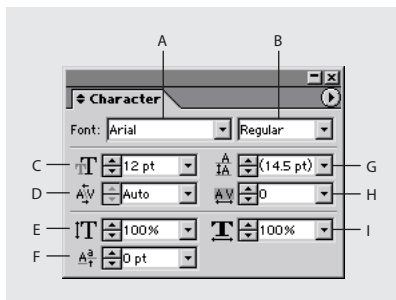 A B
Character
Font: Arial Regular
C T T 12 pt A A (14.5 pt) G
D A V Auto A V 0 H
E T 100% T 100% I
F A a 0 pt